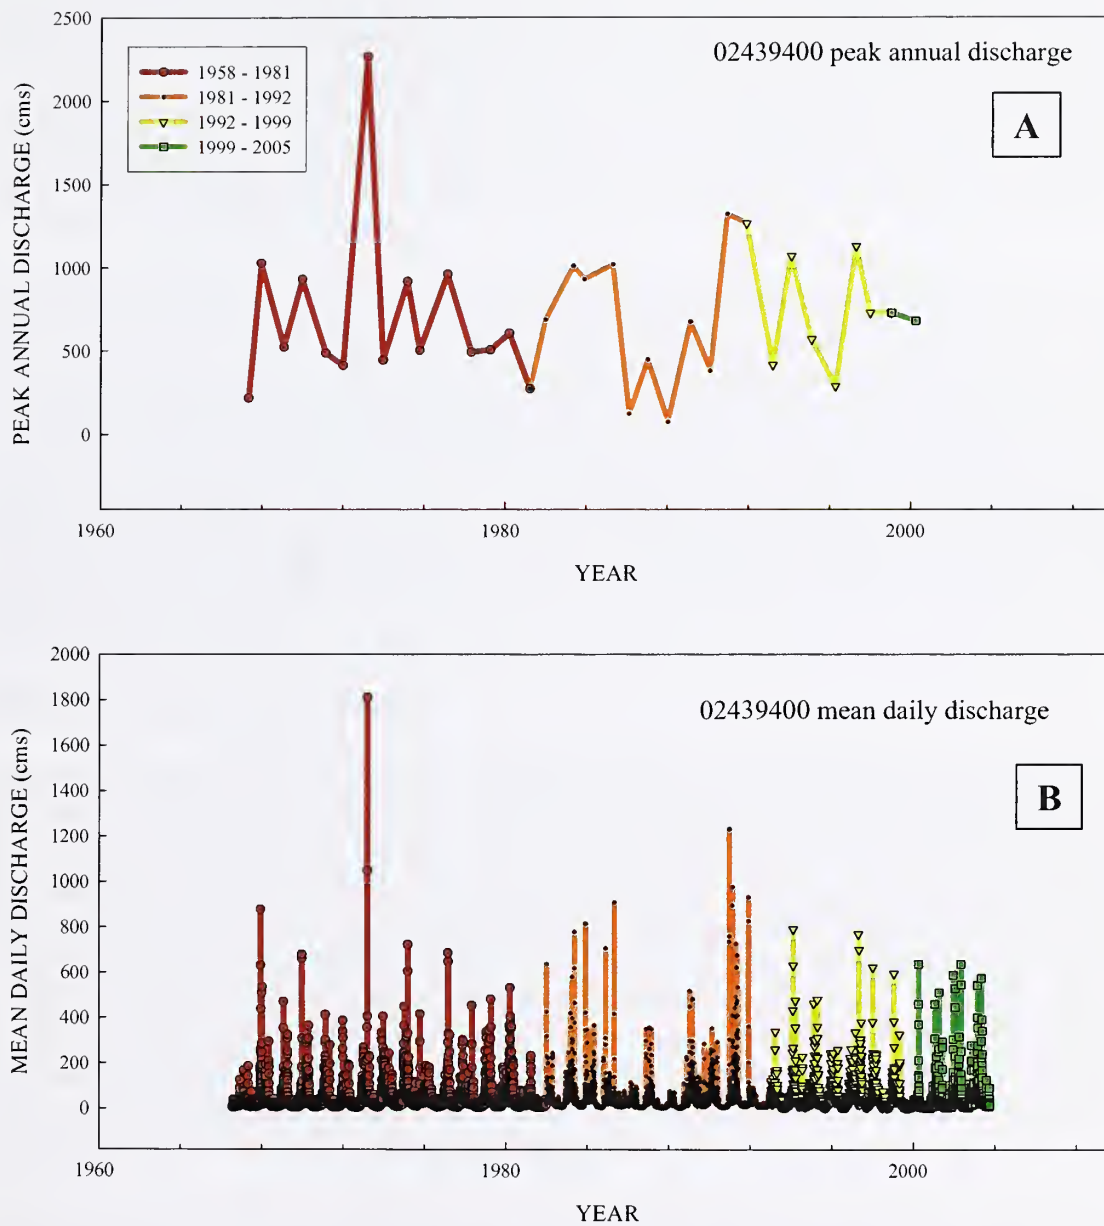 2500
2000
1500
1000
500
0
PEAK ANNUAL DISCHARGE (cms)
1958 - 1981
1981 - 1992
1992 - 1999
1999 - 2005
02439400 peak annual discharge
A
1960
1980
2000
YEAR
2000
1800
1600
1400
1200
1000
800
600
400
200
0
MEAN DAILY DISCHARGE (cms)
02439400 mean daily discharge
B
1960
1980
2000
YEAR